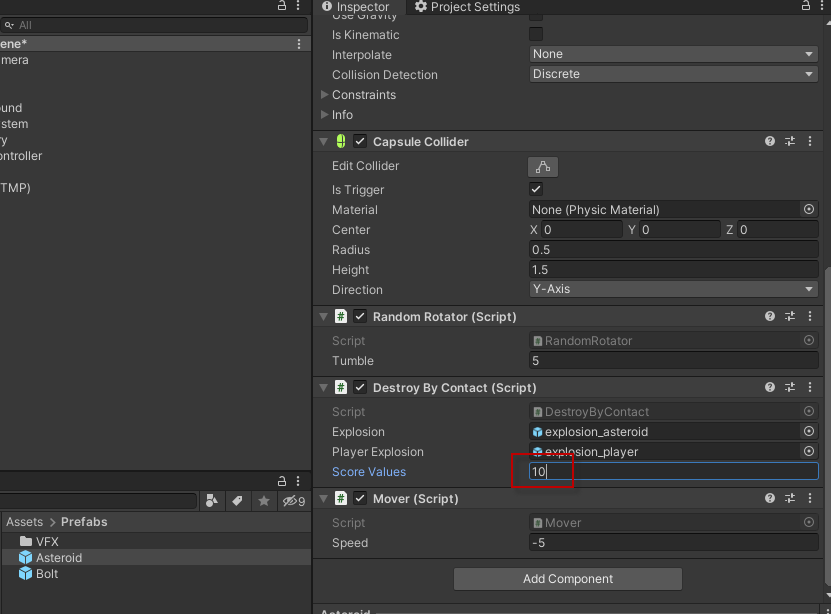 All
ene*
mera
ound
stem
ry
ontroller
TMP)
9
Assets > Prefabs
VFX
Asteroid
Bolt
Inspector
Project Settings
Use Gravity
Is Kinematic
Interpolate None
Collision Detection Discrete
Constraints
Info
Capsule Collider
Edit Collider
Is Trigger
Material None (Physic Material)
Center X 0 Y 0 Z 0
Radius 0.5
Height 1.5
Direction Y-Axis
# Random Rotator (Script)
Script # RandomRotator
Tumble 5
# Destroy By Contact (Script)
Script # DestroyByContact
Explosion explosion_asteroid
Player Explosion explosion_player
Score Values 10
# Mover (Script)
Script # Mover
Speed -5
Add Component
Asteroid